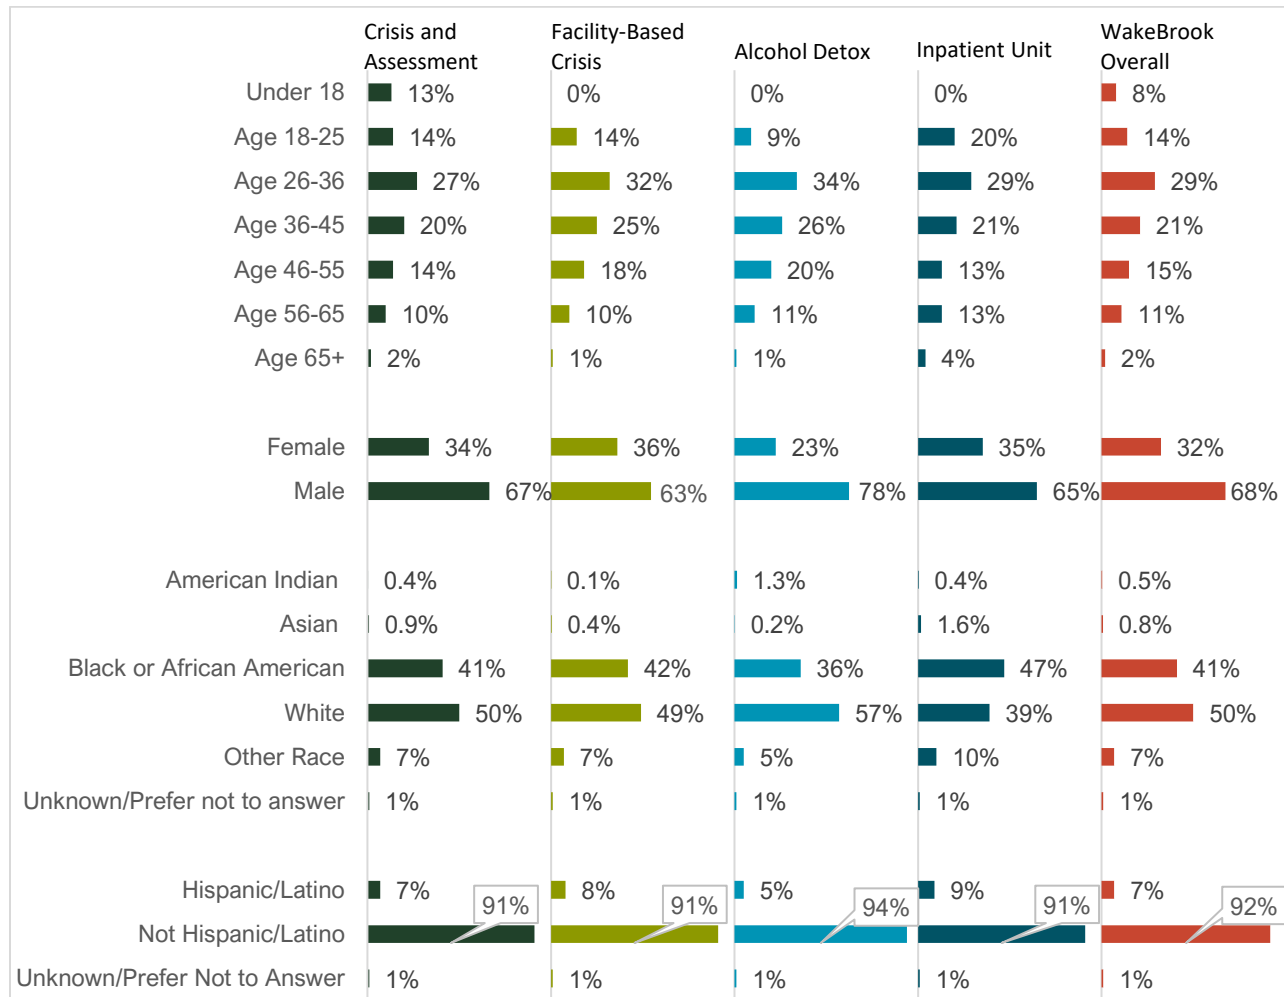 Crisis and Assessment Facility-Based Crisis Alcohol Detox Inpatient Unit WakeBrook Overall
Under 18 13% 0% 0% 0% 8%
Age 18-25 14% 14% 9% 20% 14%
Age 26-36 27% 32% 34% 29% 29%
Age 36-45 20% 25% 26% 21% 21%
Age 46-55 14% 18% 20% 13% 15%
Age 56-65 10% 10% 11% 13% 11%
Age 65+ 2% 1% 1% 4% 2%
Female 34% 36% 23% 35% 32%
Male 67% 63% 78% 65% 68%
American Indian 0.4% 0.1% 1.3% 0.4% 0.5%
Asian 0.9% 0.4% 0.2% 1.6% 0.8%
Black or African American 41% 42% 36% 47% 41%
White 50% 49% 57% 39% 50%
Other Race 7% 7% 5% 10% 7%
Unknown/Prefer not to answer 1% 1% 1% 1% 1%
Hispanic/Latino 7% 8% 5% 9% 7%
Not Hispanic/Latino 91% 91% 94% 91% 92%
Unknown/Prefer Not to Answer 1% 1% 1% 1% 1%